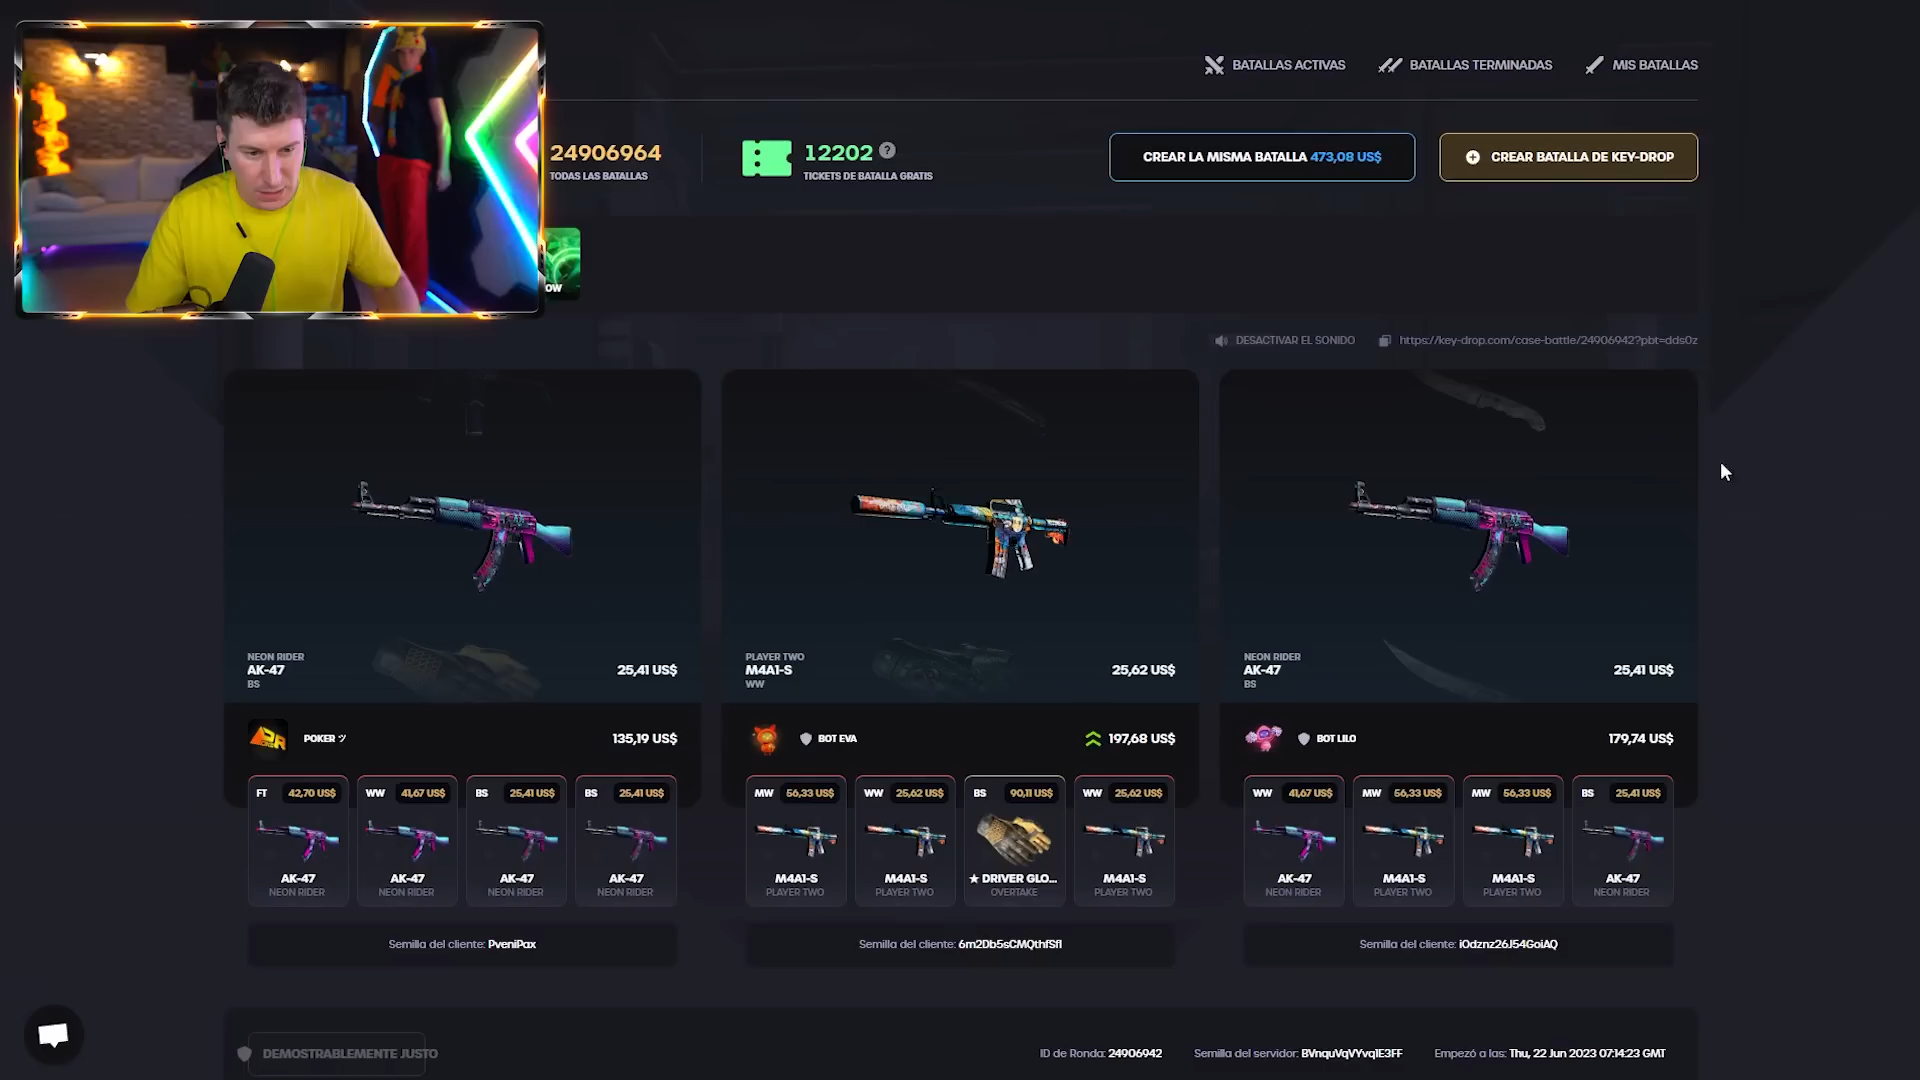 BATALLAS ACTIVAS
BATALLAS TERMINADAS
MIS BATALLAS
24906964
TODAS LAS BATALLAS
12202
TICKETS DE BATALLA GRATIS
CREAR LA MISMA BATALLA 473,08 US$
CREAR BATALLA DE KEY-DROP
OW
DESACTIVAR EL SONIDO
https://key-drop.com/case-battle/24906942?pbt=dds0z
NEON RIDER
AK-47
BS
25,41 US$
PLAYER TWO
M4A1-S
WW
25,62 US$
NEON RIDER
AK-47
BS
25,41 US$
POKER ツ
135,19 US$
BOT EVA
197,68 US$
BOT LILO
179,74 US$
FT 42,70 US$
AK-47
NEON RIDER
WW 41,67 US$
AK-47
NEON RIDER
BS 25,41 US$
AK-47
NEON RIDER
BS 25,41 US$
AK-47
NEON RIDER
MW 56,33 US$
M4A1-S
PLAYER TWO
WW 25,62 US$
M4A1-S
PLAYER TWO
BS 90,11 US$
★ DRIVER GLO...
OVERTAKE
WW 25,62 US$
M4A1-S
PLAYER TWO
WW 41,67 US$
AK-47
NEON RIDER
MW 56,33 US$
M4A1-S
PLAYER TWO
MW 56,33 US$
M4A1-S
PLAYER TWO
BS 25,41 US$
AK-47
NEON RIDER
Semilla del cliente: PveniPax
Semilla del cliente: 6m2Db5sCMQthfSfl
Semilla del cliente: iOdznz26J54GoiAQ
DEMOSTRABLEMENTE JUSTO
ID de Ronda: 24906942
Semilla del servidor: BVnquVqVYvq1E3FF
Empezó a las: Thu, 22 Jun 2023 07:14:23 GMT